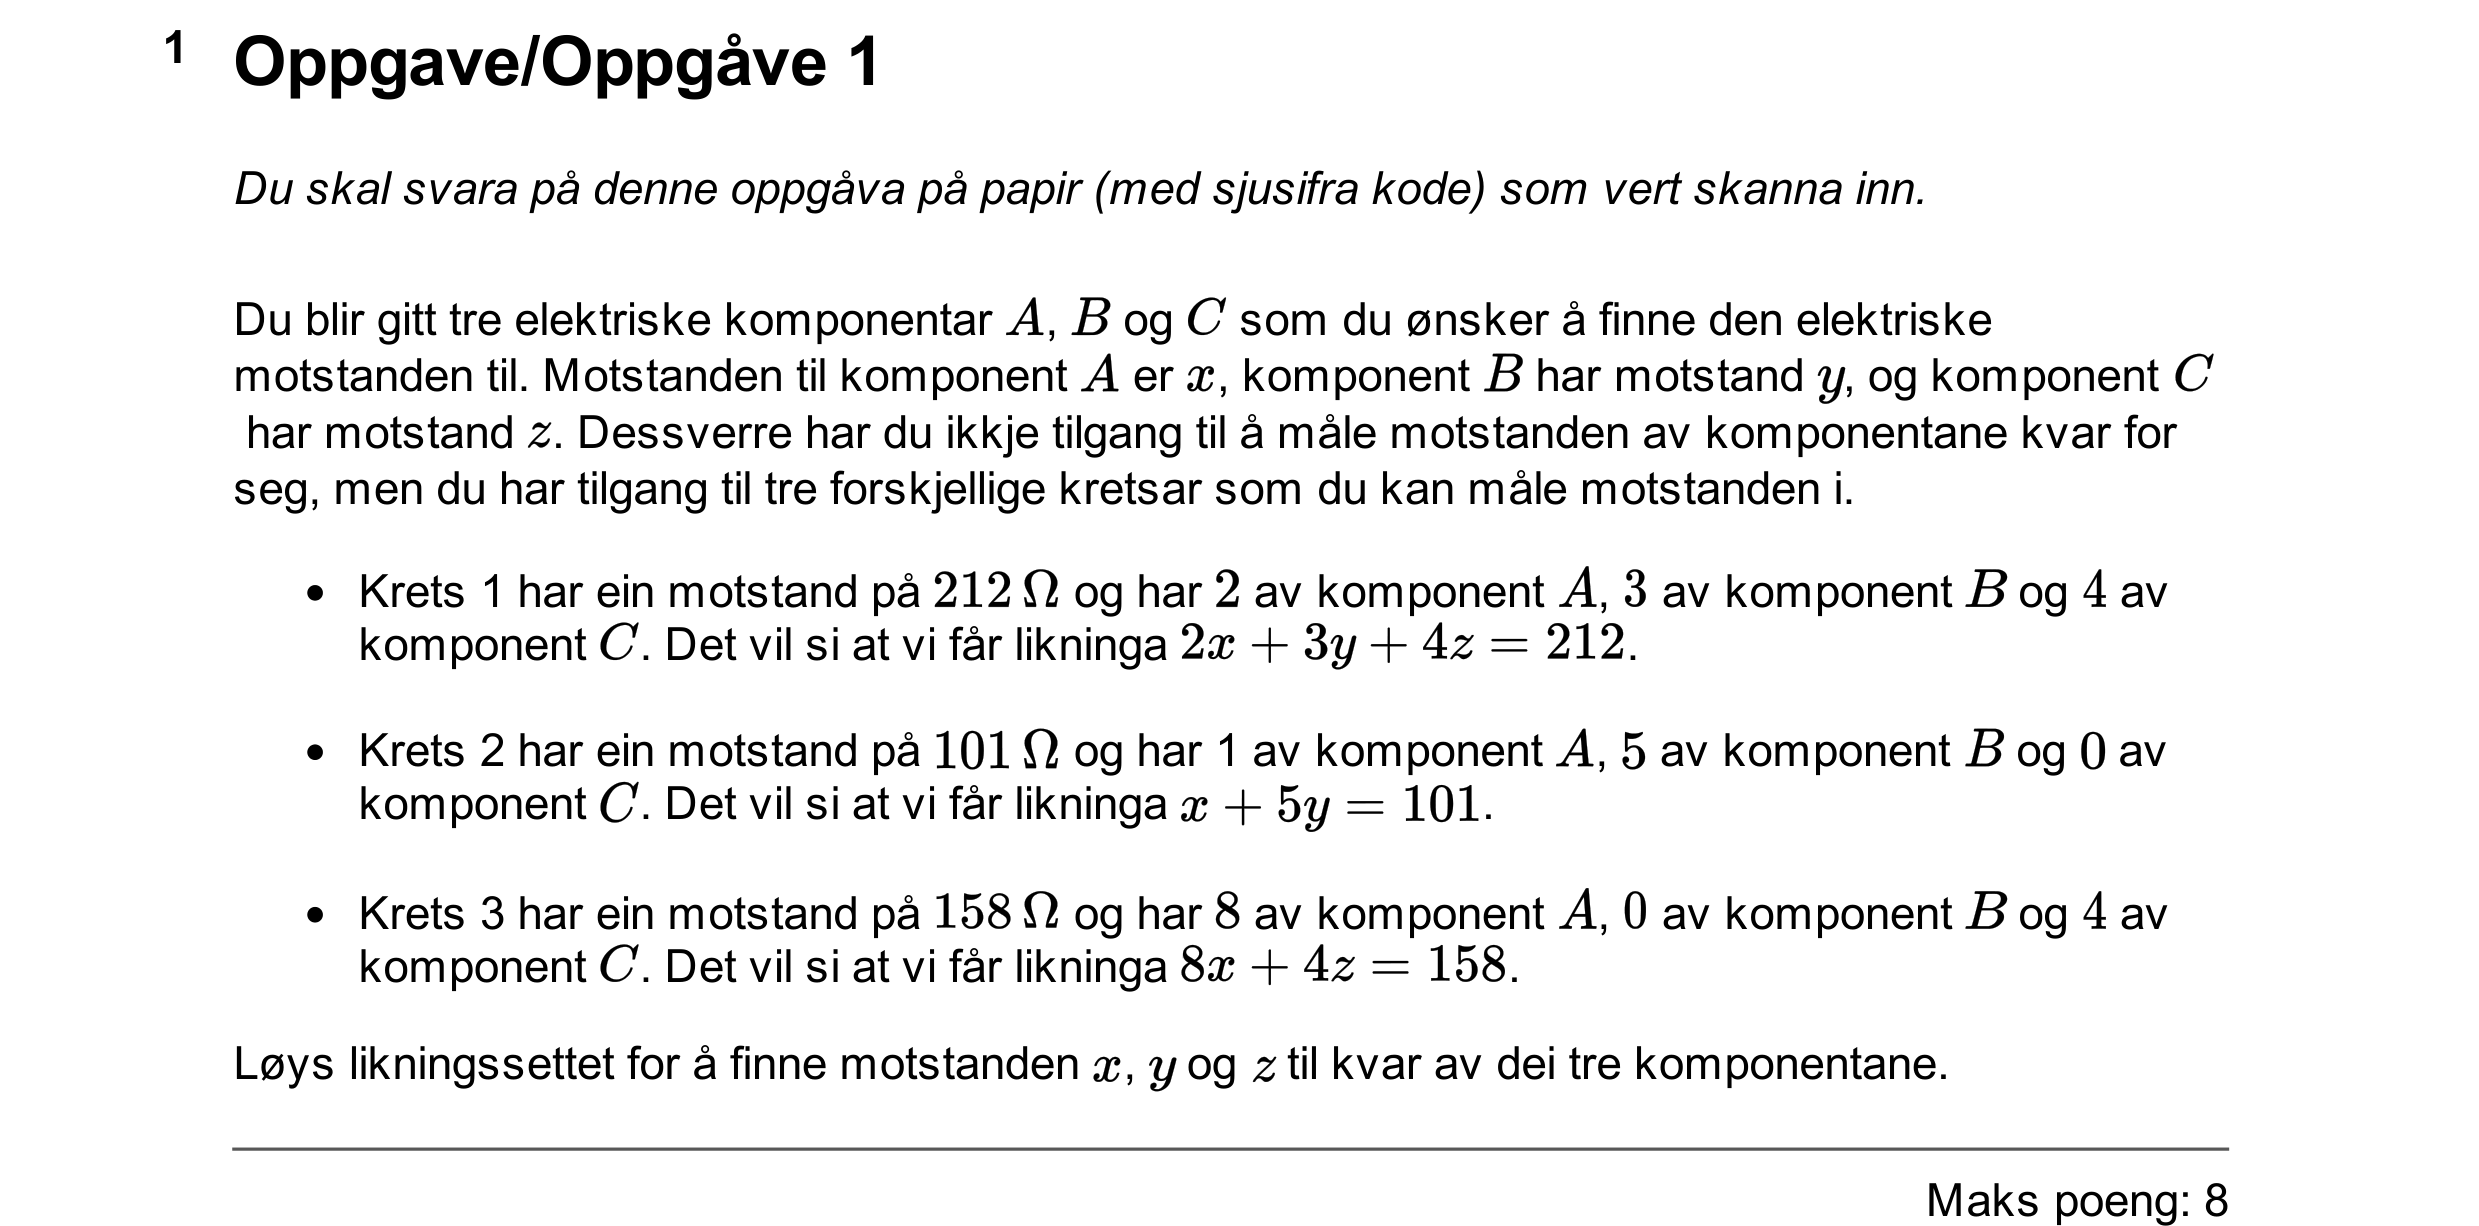 1 Oppgave/Oppgåve 1
Du skal svara på denne oppgåva på papir (med sjusifra kode) som vert skanna inn.
Du blir gitt tre elektriske komponentar A, B og C som du ønsker å finne den elektriske
motstanden til. Motstanden til komponent A er x, komponent B har motstand y, og komponent C
har motstand z. Dessverre har du ikkje tilgang til å måle motstanden av komponentane kvar for
seg, men du har tilgang til tre forskjellige kretsar som du kan måle motstanden i.
• Krets 1 har ein motstand på 212 Ω og har 2 av komponent A, 3 av komponent B og 4 av
komponent C. Det vil si at vi får likninga 2x + 3y + 4z = 212.
• Krets 2 har ein motstand på 101 Ω og har 1 av komponent A, 5 av komponent B og 0 av
komponent C. Det vil si at vi får likninga x + 5y = 101.
• Krets 3 har ein motstand på 158 Ω og har 8 av komponent A, 0 av komponent B og 4 av
komponent C. Det vil si at vi får likninga 8x + 4z = 158.
Løys likningssettet for å finne motstanden x, y og z til kvar av dei tre komponentane.
Maks poeng: 8